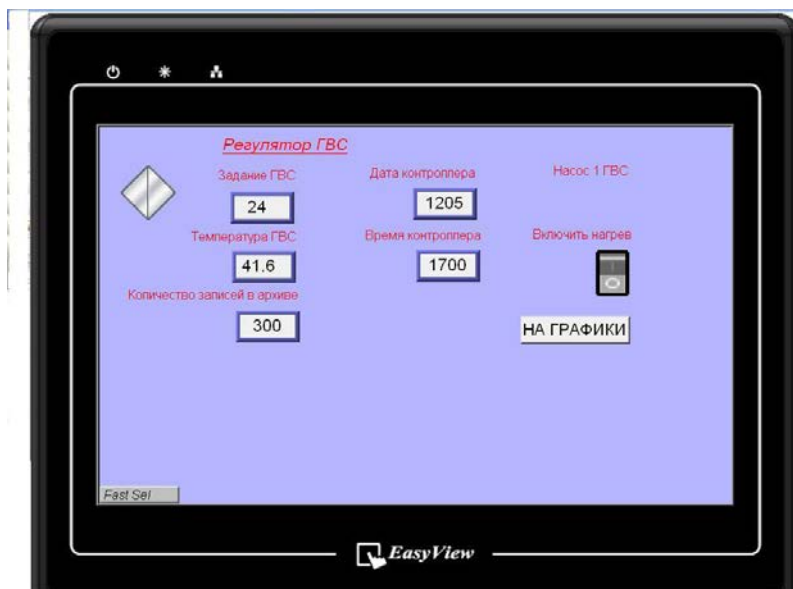 Регулятор ГВС
Задание ГВС
Дата контроллера
Насос 1 ГВС
24
1205
Температура ГВС
Время контроллера
Включить нагрев
41.6
1700
Количество записей в архиве
300
НА ГРАФИКИ
Fast Sel
EasyView